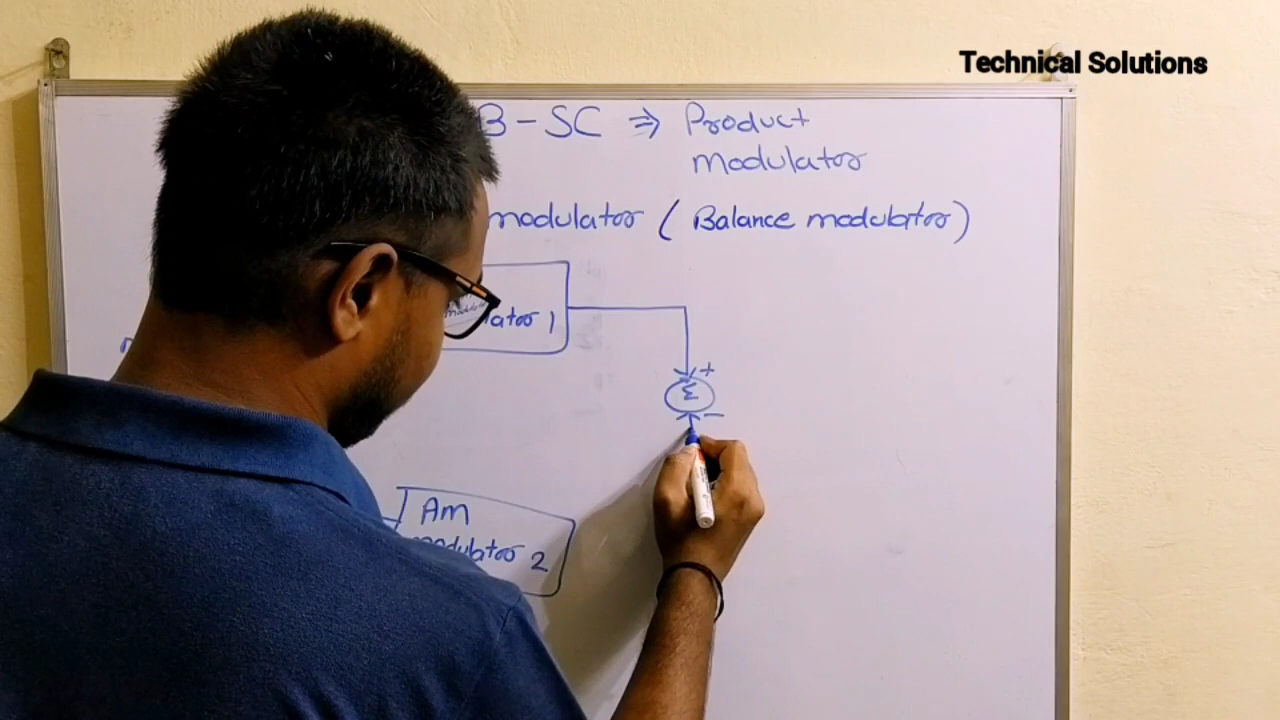 Technical Solutions
B-SC ⇒ Product
modulator
modulator ( Balance modulator)
lator 1
+
Σ
−
Am
modulator 2